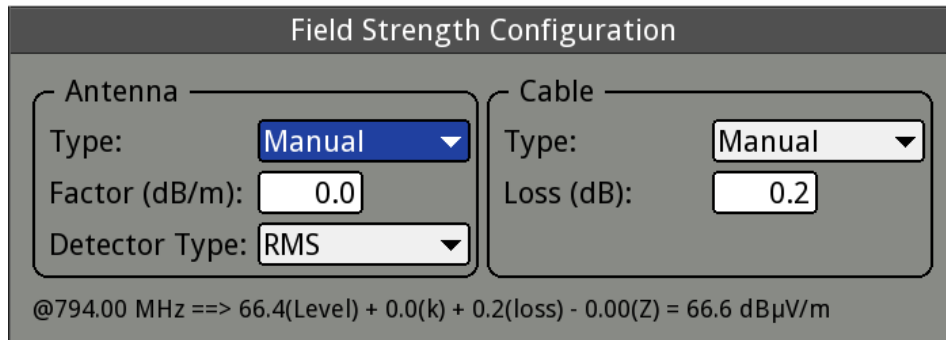 Field Strength Configuration
Antenna
Type: Manual
Factor (dB/m): 0.0
Detector Type: RMS
Cable
Type: Manual
Loss (dB): 0.2
@794.00 MHz ==> 66.4(Level) + 0.0(k) + 0.2(loss) - 0.00(Z) = 66.6 dBµV/m